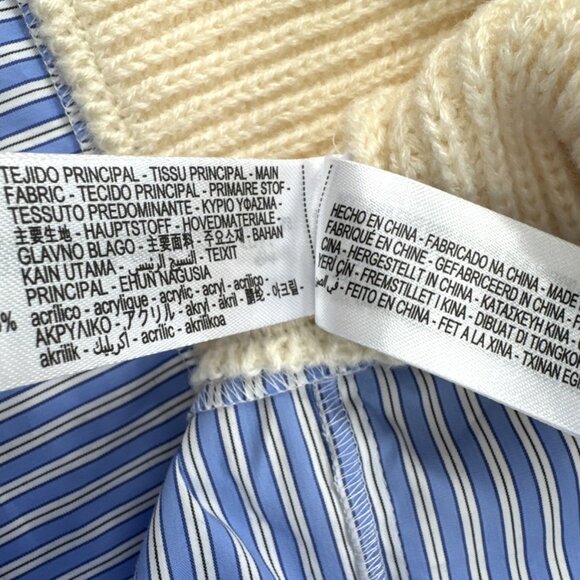 TEJIDO PRINCIPAL - TISSU PRINCIPAL - MAIN
FABRIC - TECIDO PRINCIPAL - PRIMAIRE STOF -
TESSUTO PREDOMINANTE - ΚΥΡΙΟ ΥΦΑΣΜΑ -
主要生地 - HAUPTSTOFF - HOVEDMATERIALE -
GLAVNO BLAGO - 主要面料 - 주요소재 - BAHAN
KAIN UTAMA - النسيج الرئيسي - TEIXIT
PRINCIPAL - EHUN NAGUSIA
% acrílico - acrylique - acrylic - acryl - acrílico - acrilico -
ΑΚΡΥΛΙΚΟ - アクリル - akryl - akril - 腈纶 - 아크릴 -
akrilik - أكريليك - acrílic - akrilikoa
HECHO EN CHINA - FABRICADO NA CHINA - MADE
FABRIQUÉ EN CHINE - GEFABRICEERD IN CHINA -
CINA - HERGESTELLT IN CHINA - ΚΑΤΑΣΚΕΥΗ
ÇİN - FREMSTILLET I KINA - ΚΑΤΑΣΚΕΥΗ ΚΙΝΑ
FEITO EN CHINA - FET A LA XINA - DIBUAT DI TIONGKO
TXINAN EG